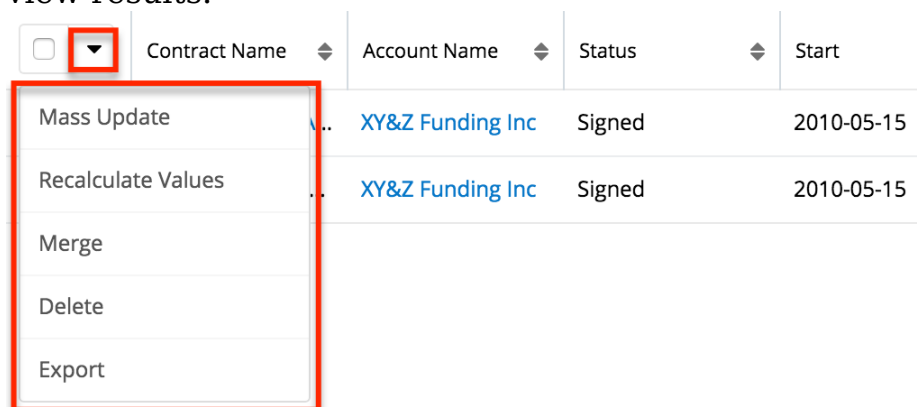 Contract Name Account Name Status Start
Mass Update XY&Z Funding Inc Signed 2010-05-15
Recalculate Values XY&Z Funding Inc Signed 2010-05-15
Merge
Delete
Export